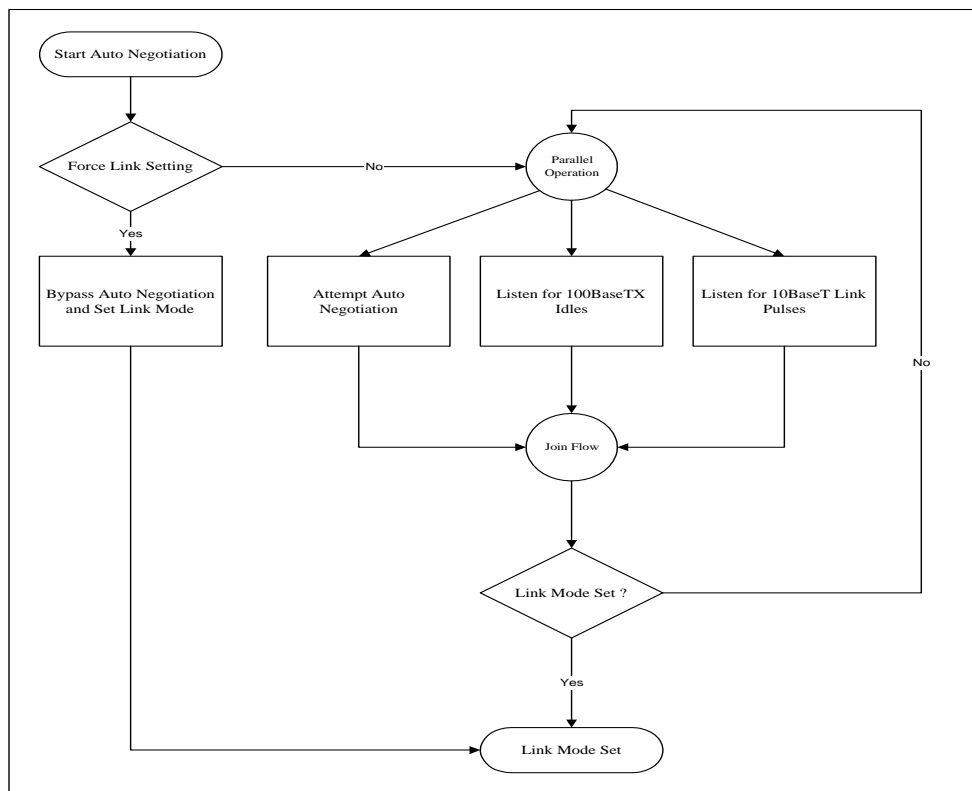 Start Auto Negotiation
Force Link Setting
No
Parallel
Operation
Yes
Bypass Auto Negotiation
and Set Link Mode
Attempt Auto
Negotiation
Listen for 100BaseTX
Idles
Listen for 10BaseT Link
Pulses
No
Join Flow
Link Mode Set ?
Yes
Link Mode Set